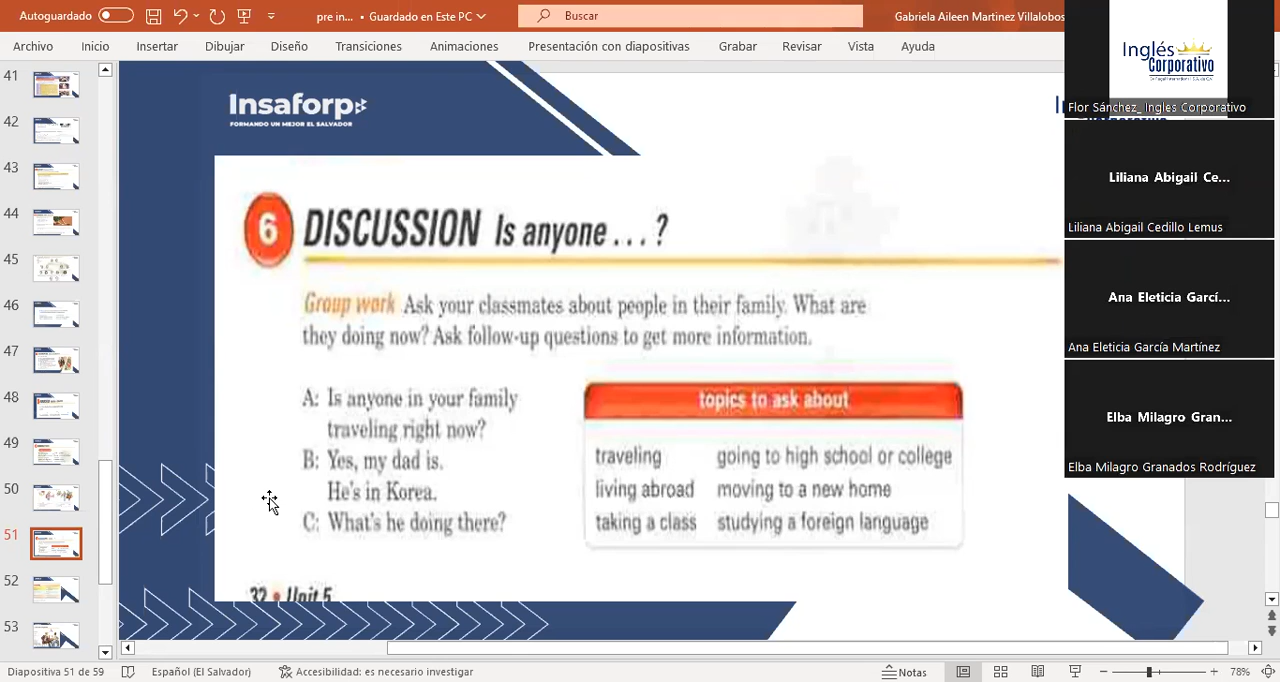 Autoguardado
pre in... • Guardado en Este PC
Buscar
Gabriela Aileen Martinez Villalobos
Archivo Inicio Insertar Dibujar Diseño Transiciones Animaciones Presentación con diapositivas Grabar Revisar Vista Ayuda
41
42
43
44
45
46
47
48
49
50
51
52
53
Insaforp
FORMANDO UN MEJOR EL SALVADOR
6 DISCUSSION Is anyone . . . ?
Group work Ask your classmates about people in their family. What are
they doing now? Ask follow-up questions to get more information.
A: Is anyone in your family
traveling right now?
B: Yes, my dad is.
He's in Korea.
C: What's he doing there?
topics to ask about
traveling going to high school or college
living abroad moving to a new home
taking a class studying a foreign language
32 • Unit 5
Inglés
Corporativo
Flor Sánchez_ Ingles Corporativo
Liliana Abigail Ce...
Liliana Abigail Cedillo Lemus
Ana Eleticia Garcí...
Ana Eleticia García Martínez
Elba Milagro Gran...
Elba Milagro Granados Rodríguez
Diapositiva 51 de 59 Español (El Salvador) Accesibilidad: es necesario investigar Notas 78%